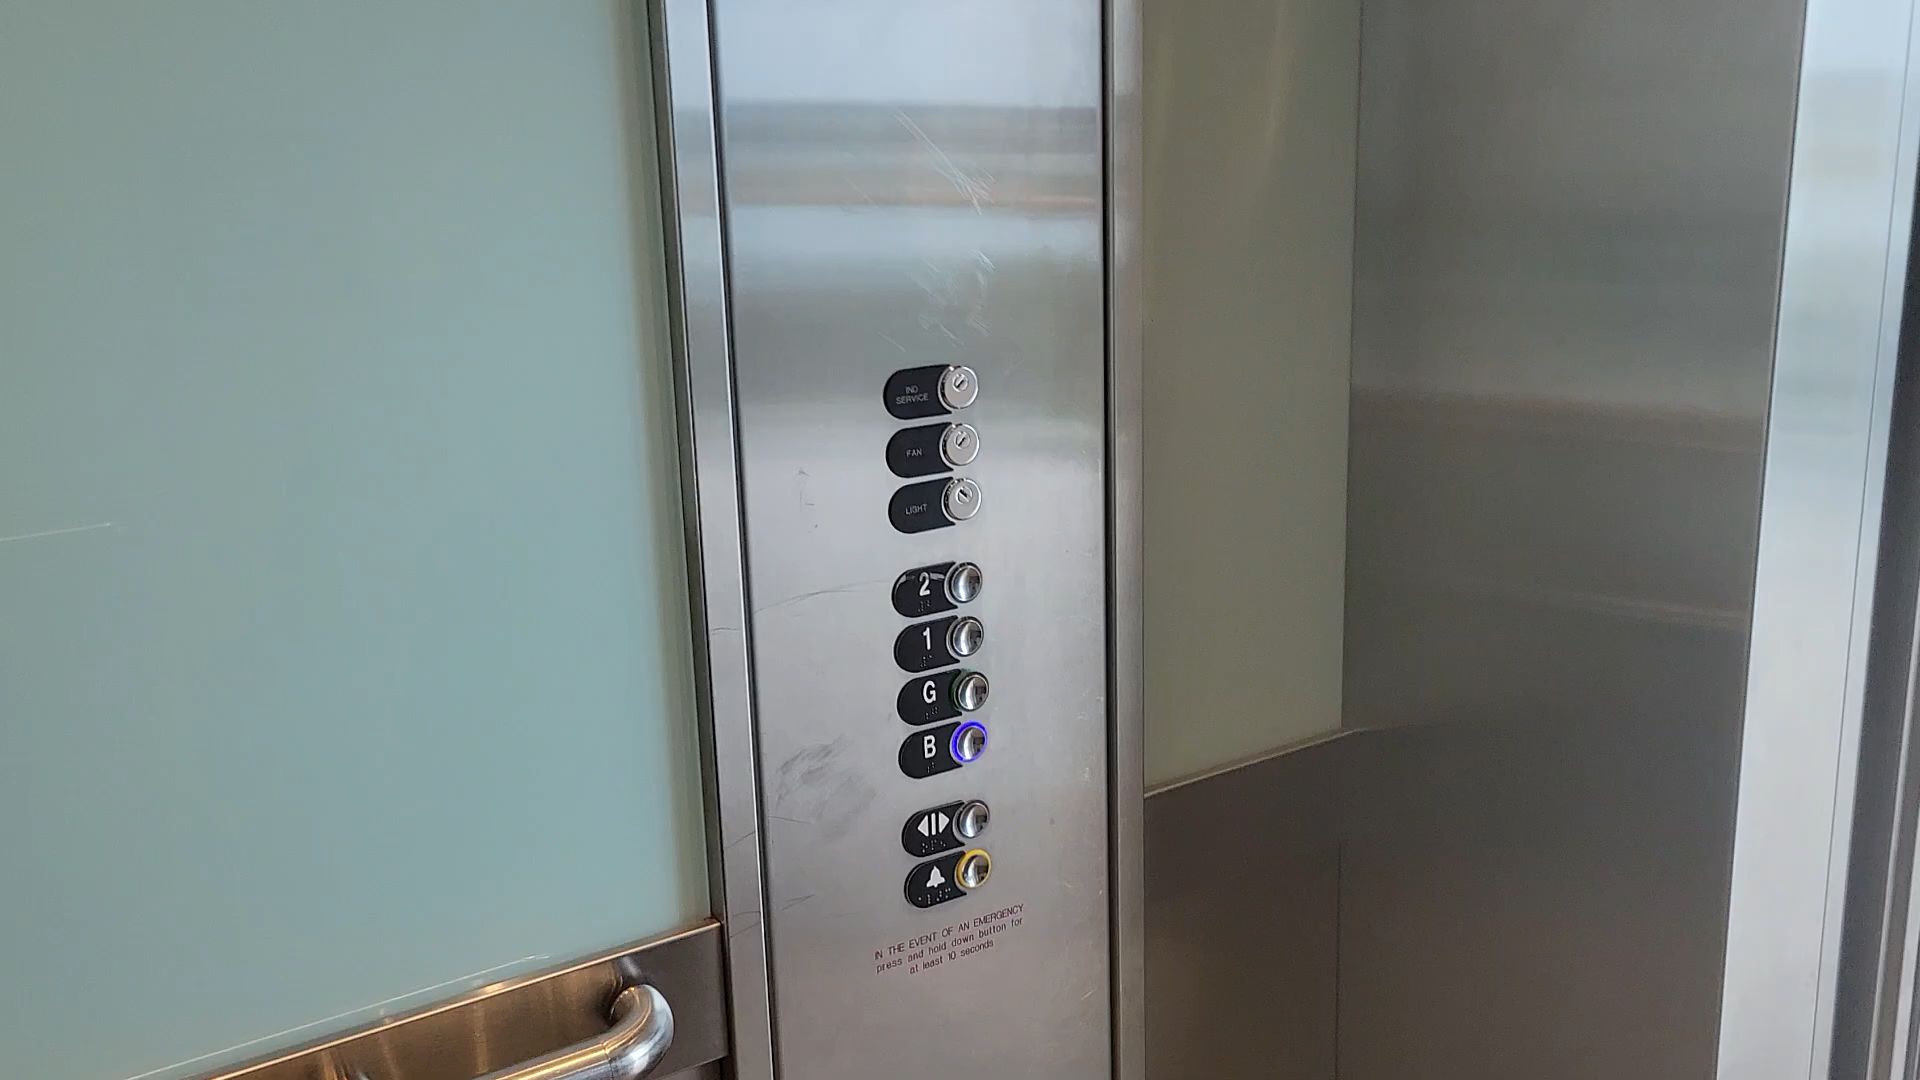 IND
SERVICE
FAN
LIGHT
2
1
G
B
IN THE EVENT OF AN EMERGENCY
press and hold down button for
at least 10 seconds